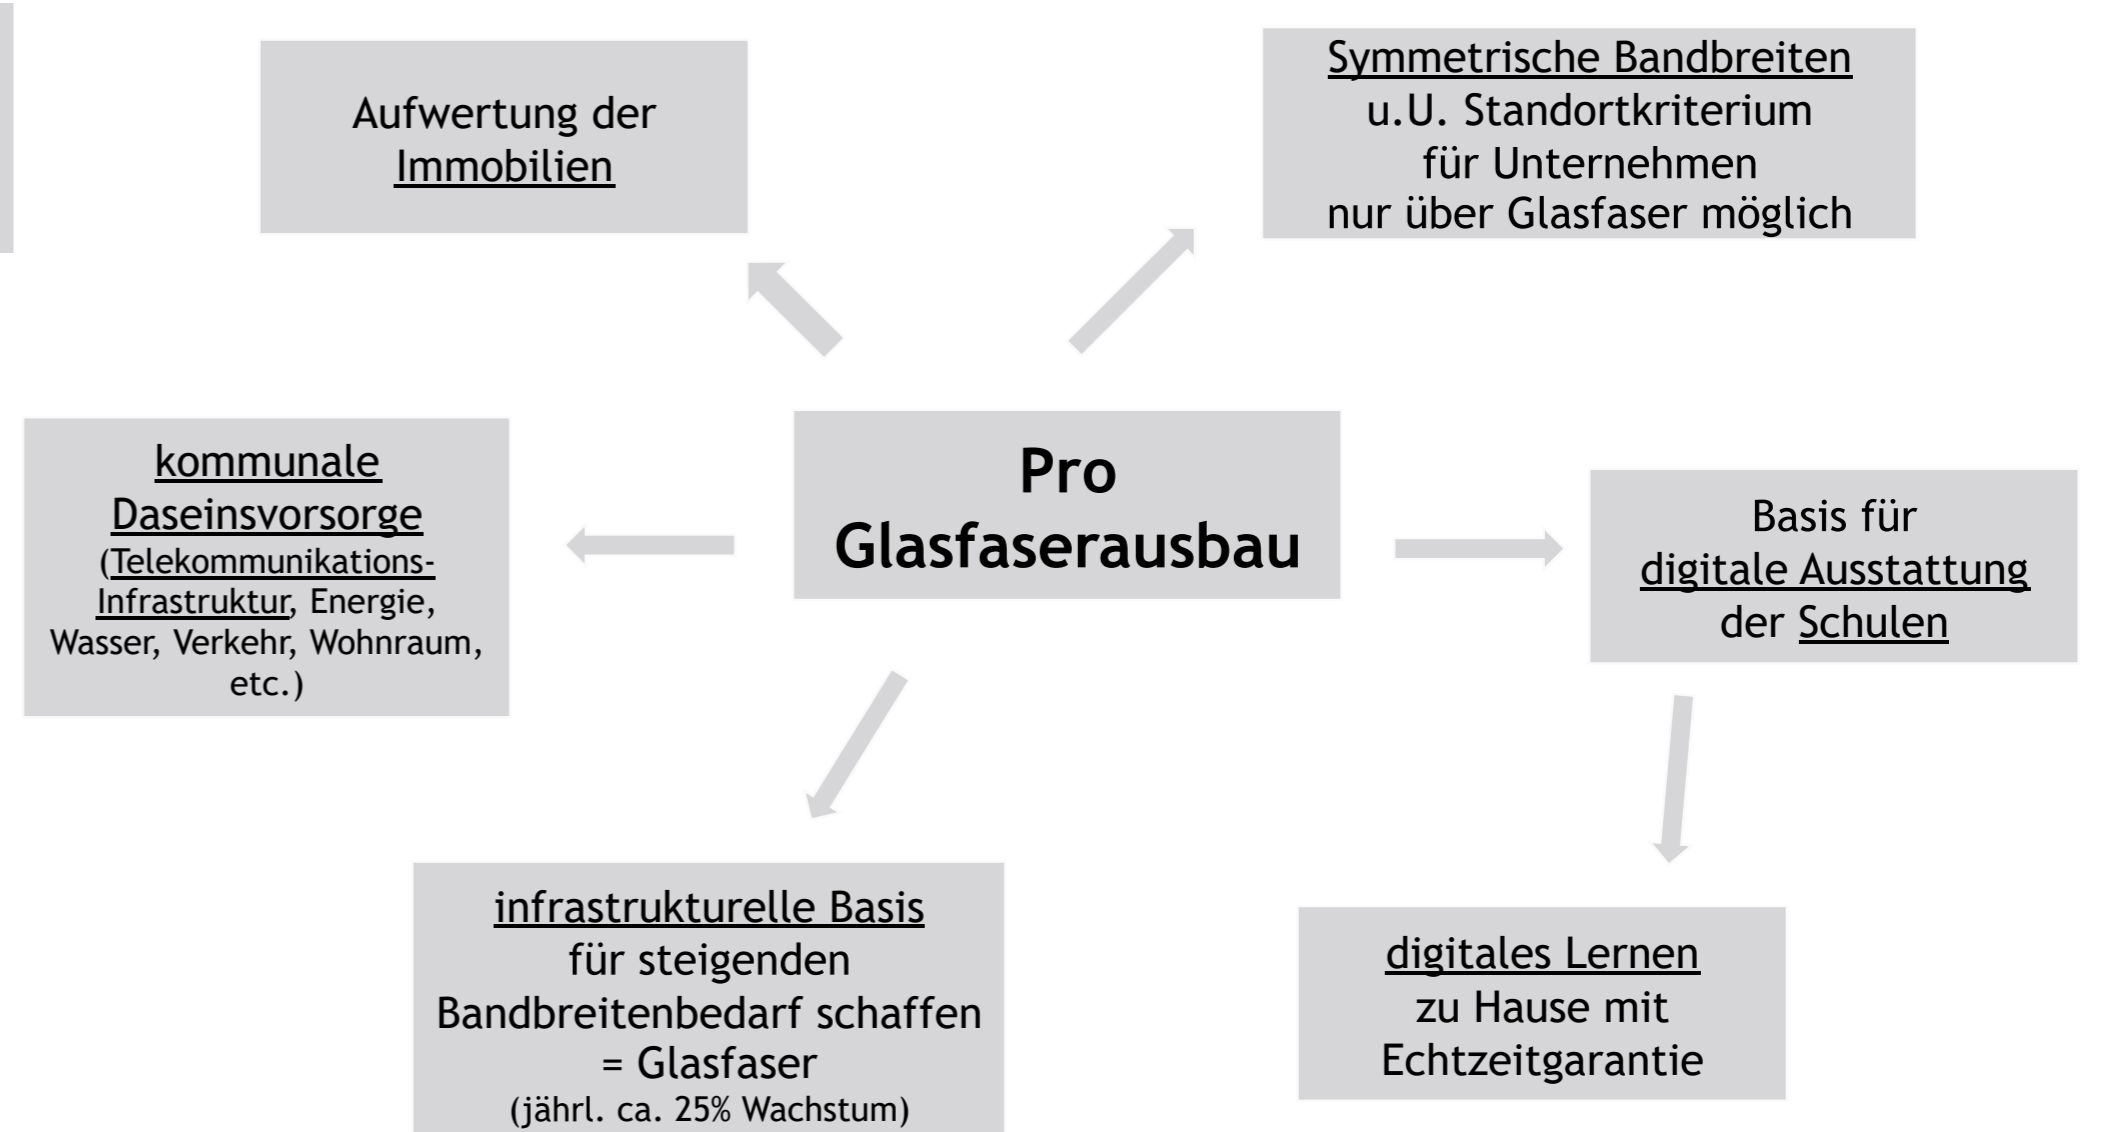 Aufwertung der
Immobilien
Symmetrische Bandbreiten
u.U. Standortkriterium
für Unternehmen
nur über Glasfaser möglich
kommunale
Daseinsvorsorge
(Telekommunikations-
Infrastruktur, Energie,
Wasser, Verkehr, Wohnraum,
etc.)
Pro
Glasfaserausbau
Basis für
digitale Ausstattung
der Schulen
infrastrukturelle Basis
für steigenden
Bandbreitenbedarf schaffen
= Glasfaser
(jährl. ca. 25% Wachstum)
digitales Lernen
zu Hause mit
Echtzeitgarantie